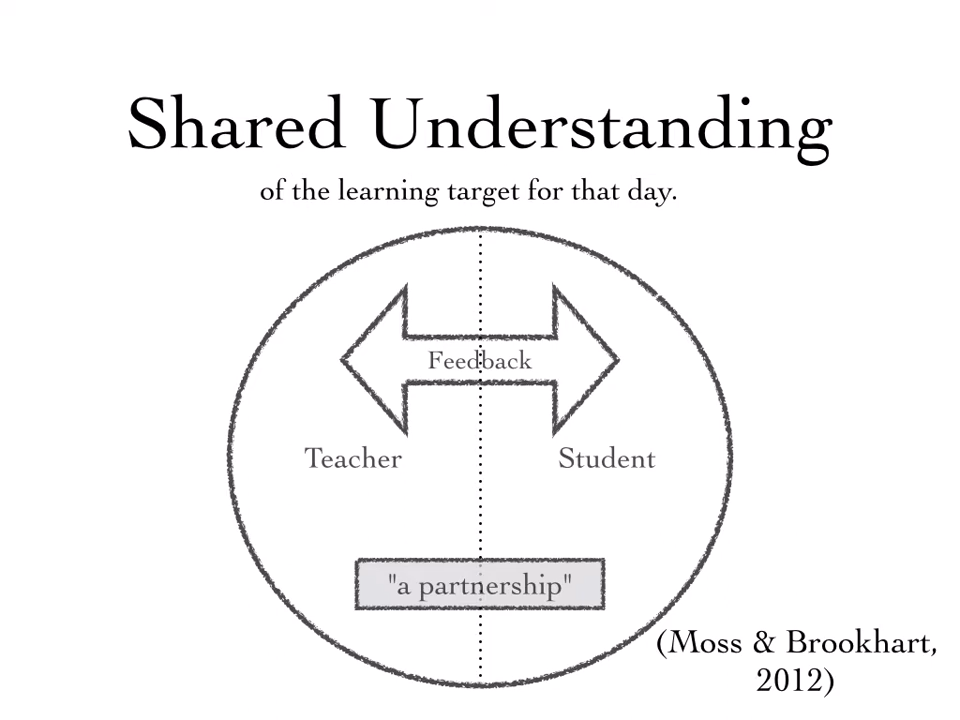 Shared Understanding
of the learning target for that day.
Feedback
Teacher
Student
"a partnership"
(Moss & Brookhart,
2012)